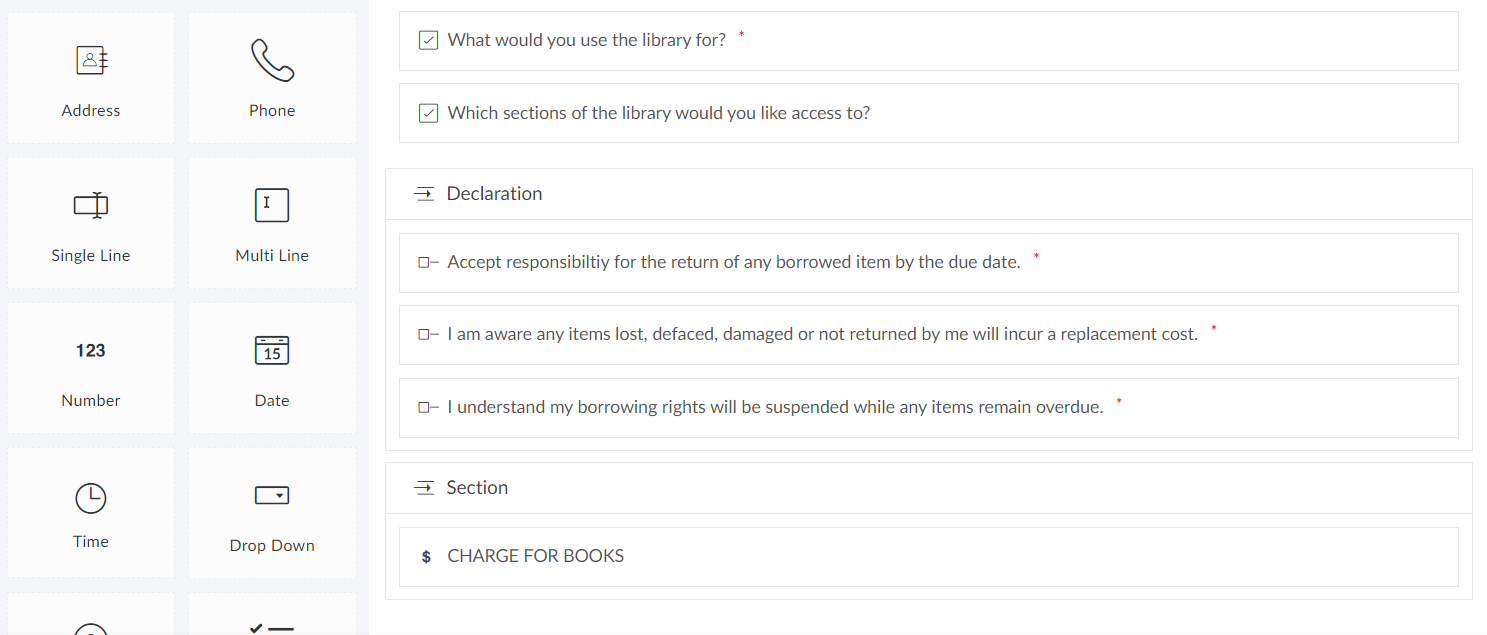 Address
Phone
Single Line
Multi Line
123
Number
15
Date
Time
Drop Down
What would you use the library for? *
Which sections of the library would you like access to?
Declaration
Accept responsibiltiy for the return of any borrowed item by the due date. *
I am aware any items lost, defaced, damaged or not returned by me will incur a replacement cost. *
I understand my borrowing rights will be suspended while any items remain overdue. *
Section
$ CHARGE FOR BOOKS